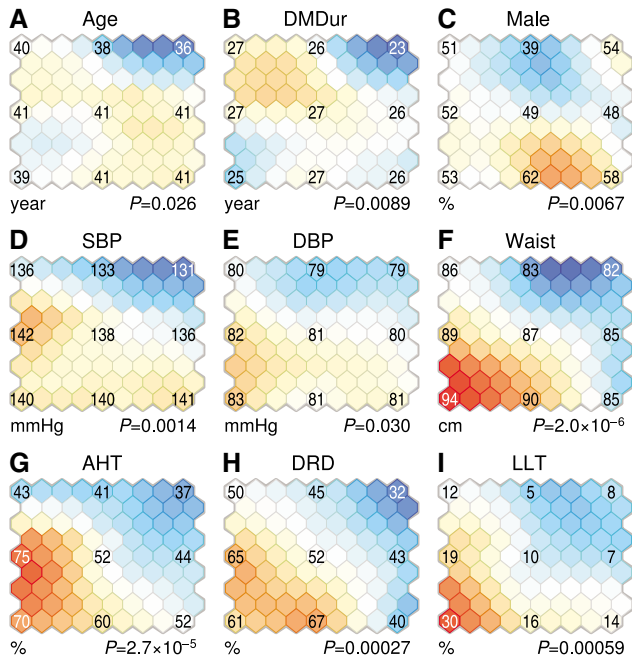 A Age
40 38 36
41 41 41
39 41 41
year P=0.026
B DMDur
27 26 23
27 27 26
25 27 26
year P=0.0089
C Male
51 39 54
52 49 48
53 62 58
% P=0.0067
D SBP
136 133 131
142 138 136
140 140 141
mmHg P=0.0014
E DBP
80 79 79
82 81 80
83 81 81
mmHg P=0.030
F Waist
86 83 82
89 87 85
94 90 85
cm P=2.0×10⁻⁶
G AHT
43 41 37
75 52 44
70 60 52
% P=2.7×10⁻⁵
H DRD
50 45 32
65 52 43
61 67 40
% P=0.00027
I LLT
12 5 8
19 10 7
30 16 14
% P=0.00059